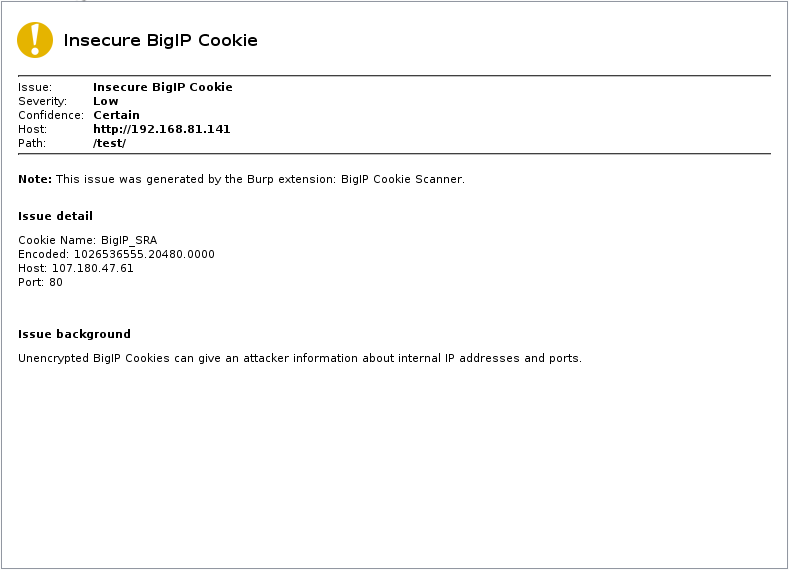 Insecure BigIP Cookie
Issue: Insecure BigIP Cookie
Severity: Low
Confidence: Certain
Host: http://192.168.81.141
Path: /test/
Note: This issue was generated by the Burp extension: BigIP Cookie Scanner.
Issue detail
Cookie Name: BigIP_SRA
Encoded: 1026536555.20480.0000
Host: 107.180.47.61
Port: 80
Issue background
Unencrypted BigIP Cookies can give an attacker information about internal IP addresses and ports.